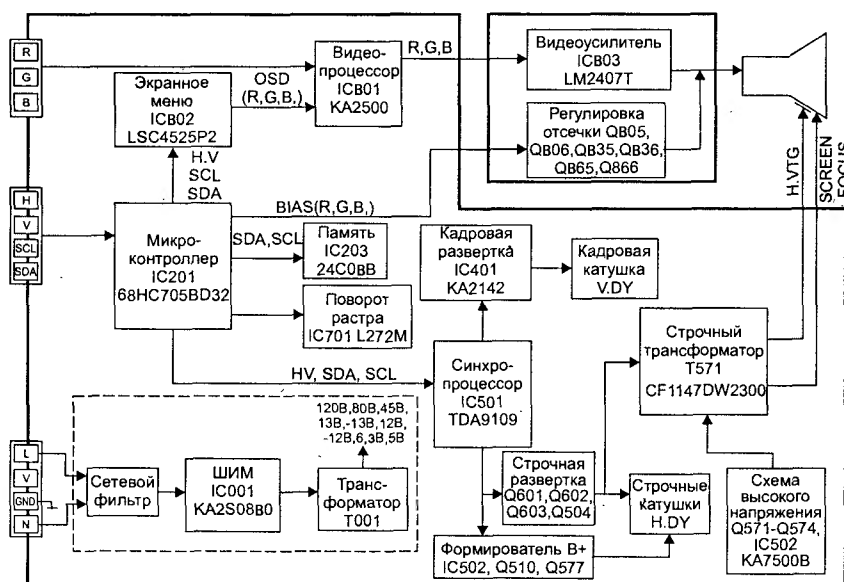 R
G
B
Экранное
меню
ICB02
LSC4525P2
OSD
(R,G,B,)
Видео-
процессор
ICB01
KA2500
R,G,B
Видеоусилитель
ICB03
LM2407T
Регулировка
отсечки QB05,
QB06,QB35,QB36,
QB65,Q866
H.VTG
SCREEN
FOCUS
H.V
SCL
SDA
H
V
SCL
SDA
Микро-
контроллер
IC201
68HC705BD32
BIAS(R,G,B,)
SDA,SCL
Память
IC203
24C0BB
Поворот
растра
IC701 L272M
Кадровая
развертка
IC401
KA2142
Кадровая
катушка
V.DY
HV, SDA, SCL
Синхро-
процессор
IC501
TDA9109
Строчный
трансформатор
T571
CF1147DW2300
120В,80В,45В,
13В,-13В,12В,
-12В,6,3В,5В
L
V
GND
N
Сетевой
фильтр
ШИМ
IC001
KA2S08B0
Транс-
форматор
T001
Строчная
развертка
Q601,Q602,
Q603,Q504
Строчные
катушки
H.DY
Схема
высокого
напряжения
Q571-Q574,
IC502
KA7500B
Формирователь B+
IC502, Q510, Q577